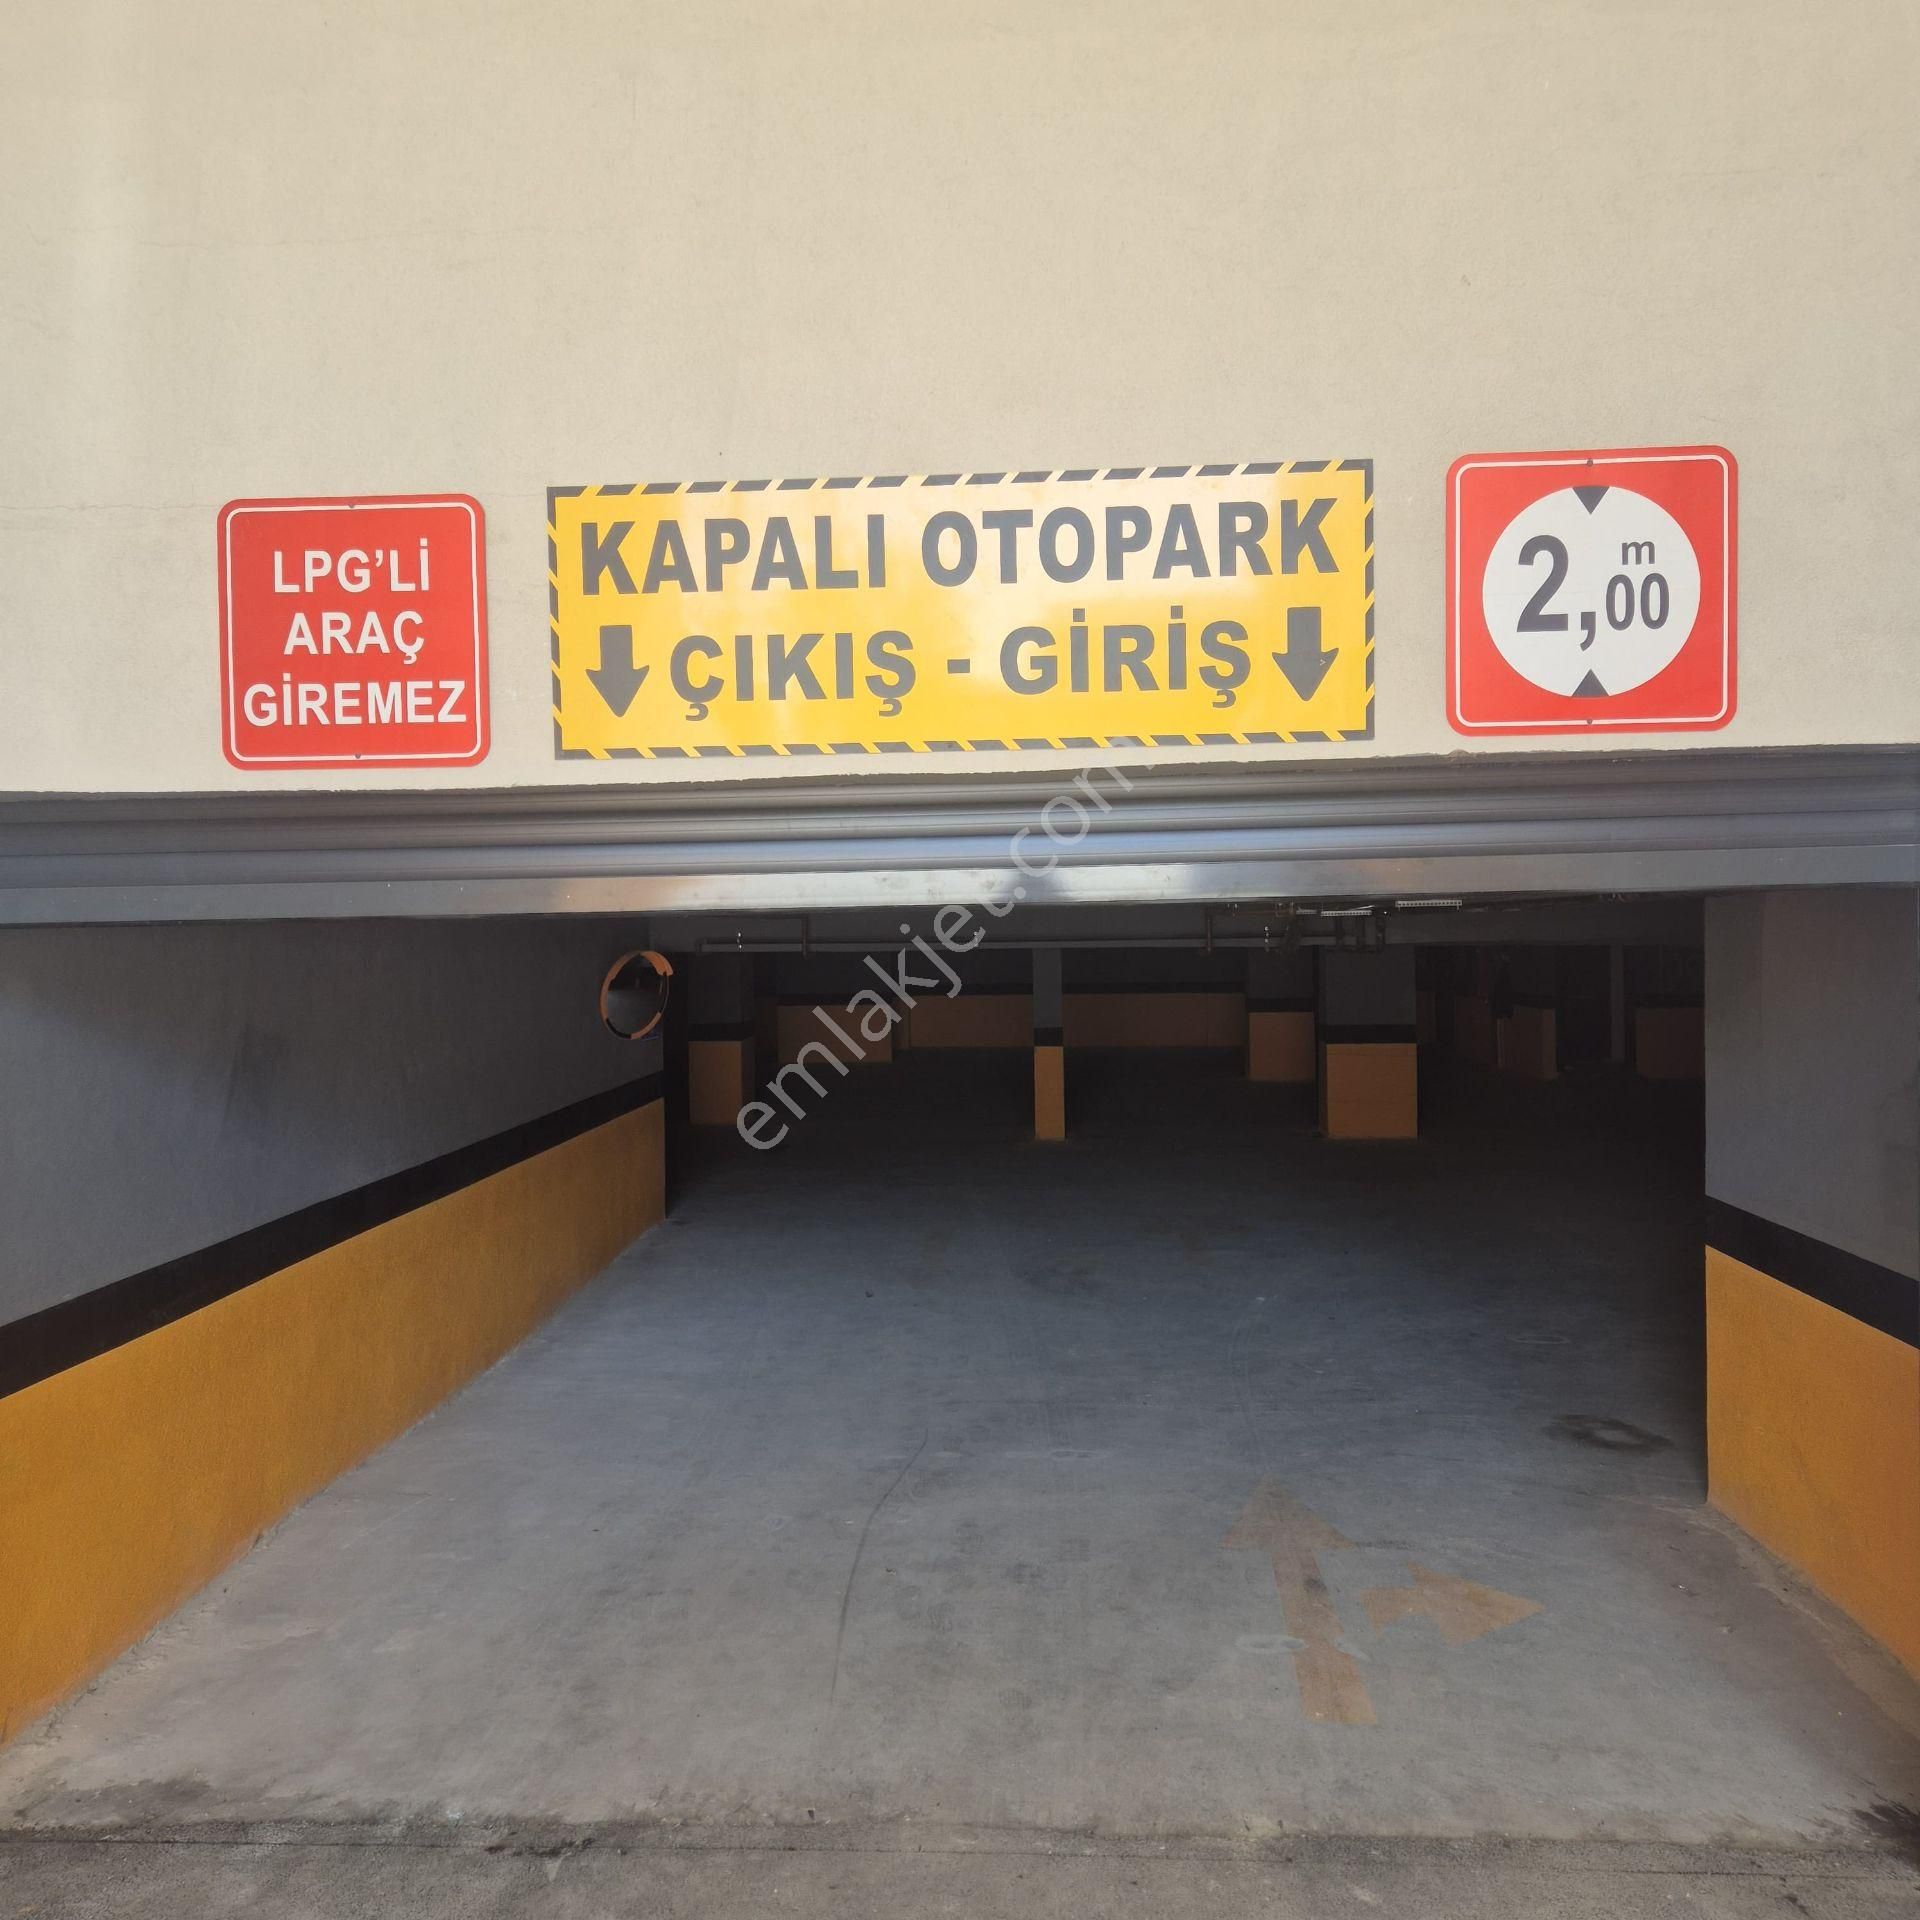 LPG'Lİ
ARAÇ
GİREMEZ
KAPALI OTOPARK
ÇIKIŞ - GİRİŞ
2,00 m
emlakjet.com